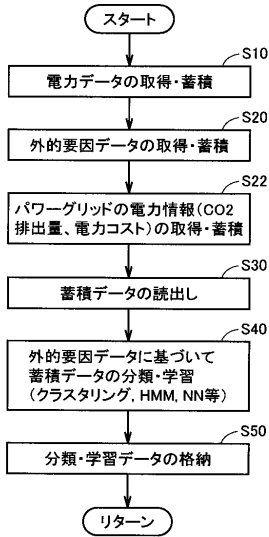 スタート
S10
電力データの取得・蓄積
S20
外的要因データの取得・蓄積
S22
パワーグリッドの電力情報(CO2
排出量、電力コスト)の取得・蓄積
S30
蓄積データの読出し
S40
外的要因データに基づいて
蓄積データの分類・学習
(クラスタリング, HMM, NN等)
S50
分類・学習データの格納
リターン